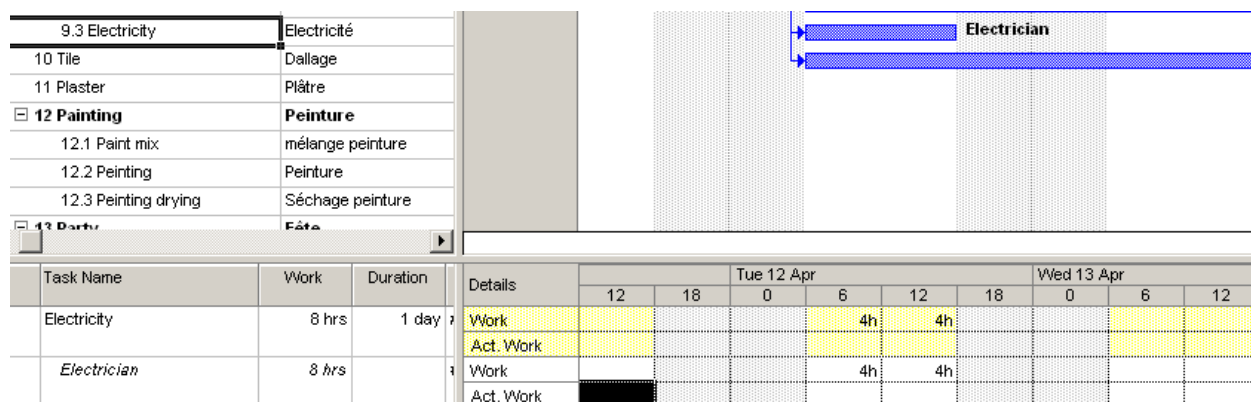 9.3 Electricity Electricité Electrician
10 Tile Dallage
11 Plaster Plâtre
12 Painting Peinture
12.1 Paint mix mélange peinture
12.2 Peinting Peinture
12.3 Peinting drying Séchage peinture
13 Party Fête
Task Name Work Duration Details Tue 12 Apr Wed 13 Apr
12 18 0 6 12 18 0 6 12
Electricity 8 hrs 1 day Work 4h 4h
Act. Work
Electrician 8 hrs Work 4h 4h
Act. Work